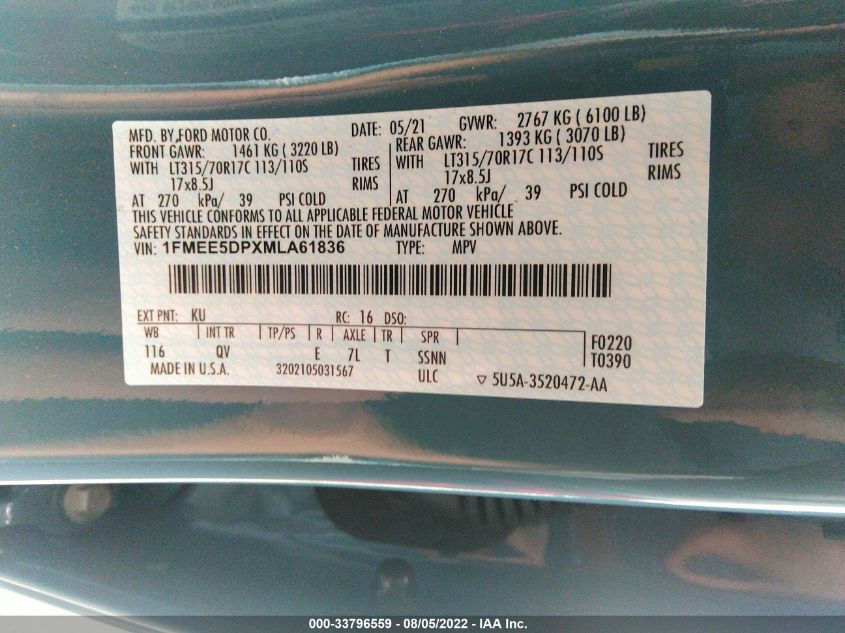 MFD. BY FORD MOTOR CO. DATE: 05/21 GVWR: 2767 KG ( 6100 LB)
FRONT GAWR: 1461 KG ( 3220 LB) REAR GAWR: 1393 KG ( 3070 LB)
WITH LT315/70R17C 113/110S TIRES WITH LT315/70R17C 113/110S TIRES
17x8.5J RIMS 17x8.5J RIMS
AT 270 kPa/ 39 PSI COLD AT 270 kPa/ 39 PSI COLD
THIS VEHICLE CONFORMS TO ALL APPLICABLE FEDERAL MOTOR VEHICLE
SAFETY STANDARDS IN EFFECT ON THE DATE OF MANUFACTURE SHOWN ABOVE.
VIN: 1FMEE5DPXMLA61836 TYPE: MPV
EXT PNT: KU RC: 16 DSO:
WB INT TR TP/PS R AXLE TR SPR F0220
116 QV E 7L T SSNN T0390
MADE IN U.S.A. 3202105031567 ULC ▽ 5U5A-3520472-AA
000-33796559 - 08/05/2022 - IAA Inc.